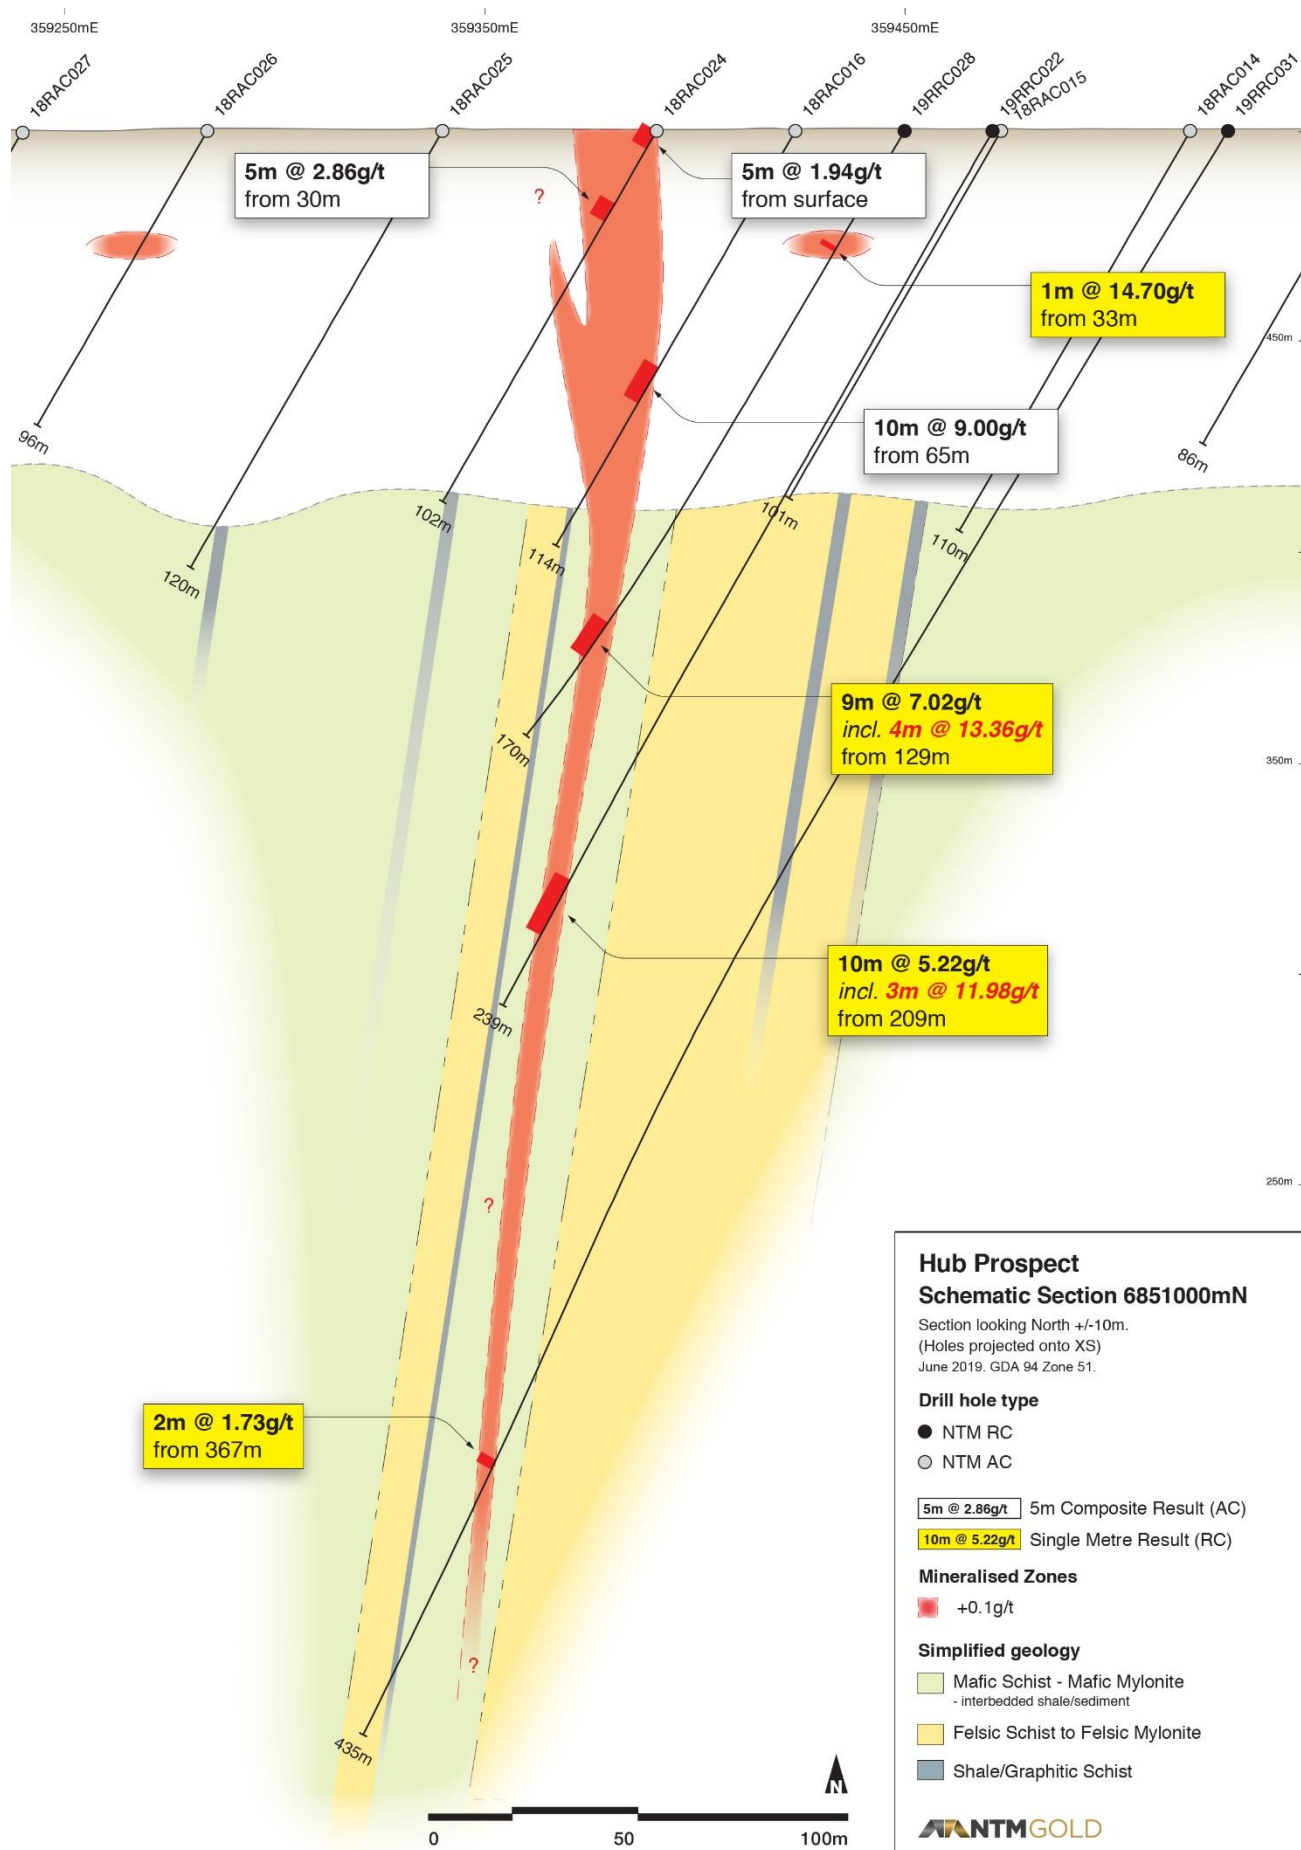 359250mE
359350mE
359450mE
18RAC027
18RAC026
18RAC025
18RAC024
18RAC016
19RRC028
19RRC022
18RAC015
18RAC014
19RRC031
5m @ 2.86g/t
from 30m
?
5m @ 1.94g/t
from surface
1m @ 14.70g/t
from 33m
450m
10m @ 9.00g/t
from 65m
96m
86m
102m
101m
110m
114m
120m
9m @ 7.02g/t
incl. 4m @ 13.36g/t
from 129m
170m
350m
10m @ 5.22g/t
incl. 3m @ 11.98g/t
from 209m
239m
250m
?
2m @ 1.73g/t
from 367m
?
435m
N
0
50
100m
Hub Prospect
Schematic Section 6851000mN
Section looking North +/-10m.
(Holes projected onto XS)
June 2019. GDA 94 Zone 51.
Drill hole type
NTM RC
NTM AC
5m @ 2.86g/t 5m Composite Result (AC)
10m @ 5.22g/t Single Metre Result (RC)
Mineralised Zones
+0.1g/t
Simplified geology
Mafic Schist - Mafic Mylonite
- interbedded shale/sediment
Felsic Schist to Felsic Mylonite
Shale/Graphitic Schist
NTMGOLD